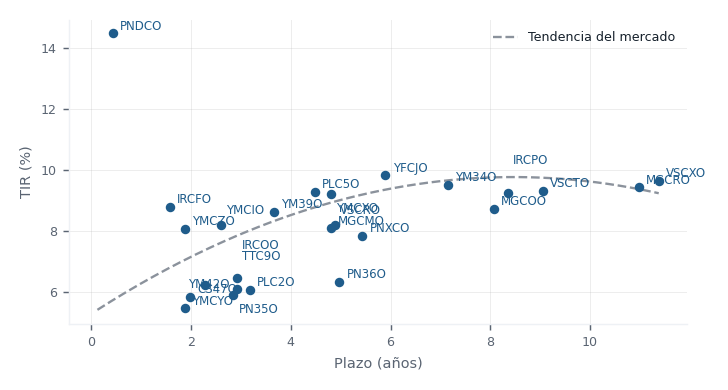 PNDCO
Tendencia del mercado
14
12
10
8
6
TIR (%)
IRCPO
YFCJO
YM34O
VSCXO
MGCRO
VSCTO
PLC5O
IRCFO
YM39O
MGCOO
YMCIO
YMCXO
VSCRO
YMCZO
MGCMO
PNXCO
IRCOO
TTC9O
PN36O
YM42O
CS47O
PLC2O
YMCYO
PN35O
0
2
4
6
8
10
Plazo (años)